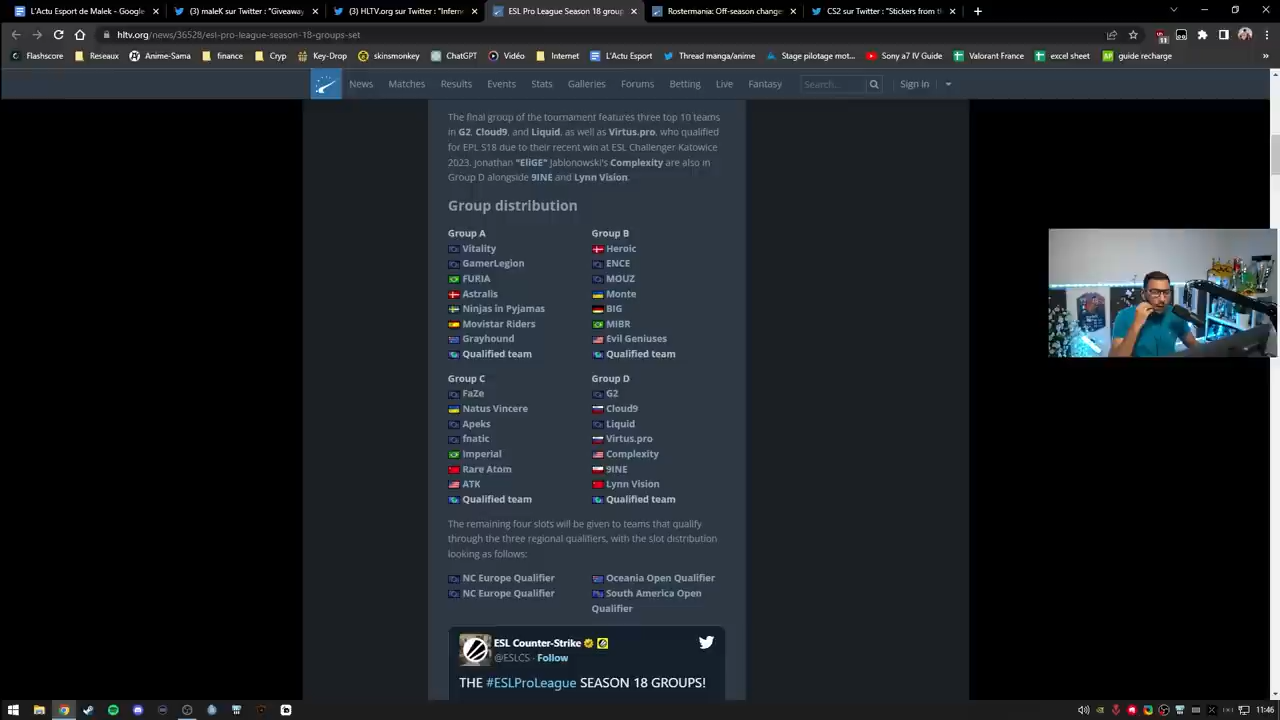 L'Actu Esport de Malek - Google
(3) maleK sur Twitter : "Giveaway
(3) HLTV.org sur Twitter : "Infern
ESL Pro League Season 18 group
Rostermania: Off-season change
CS2 sur Twitter : "Stickers from t
hltv.org/news/36528/esl-pro-league-season-18-groups-set
Flashscore
Reseaux
Anime-Sama
finance
Cryp
Key-Drop
skinsmonkey
ChatGPT
Vidéo
Internet
L'Actu Esport
Thread manga/anime
Stage pilotage mot...
Sony a7 IV Guide
Valorant France
excel sheet
guide recharge
News
Matches
Results
Events
Stats
Galleries
Forums
Betting
Live
Fantasy
Search...
Sign in
The final group of the tournament features three top 10 teams
in G2, Cloud9, and Liquid, as well as Virtus.pro, who qualified
for EPL S18 due to their recent win at ESL Challenger Katowice
2023. Jonathan "EliGE" Jablonowski's Complexity are also in
Group D alongside 9INE and Lynn Vision.
Group distribution
Group A
Vitality
GamerLegion
FURIA
Astralis
Ninjas in Pyjamas
Movistar Riders
Grayhound
Qualified team
Group B
Heroic
ENCE
MOUZ
Monte
BIG
MIBR
Evil Geniuses
Qualified team
Group C
FaZe
Natus Vincere
Apeks
fnatic
Imperial
Rare Atom
ATK
Qualified team
Group D
G2
Cloud9
Liquid
Virtus.pro
Complexity
9INE
Lynn Vision
Qualified team
The remaining four slots will be given to teams that qualify
through the three regional qualifiers, with the slot distribution
looking as follows:
NC Europe Qualifier
NC Europe Qualifier
Oceania Open Qualifier
South America Open
Qualifier
ESL Counter-Strike
@ESLCS · Follow
THE #ESLProLeague SEASON 18 GROUPS!
11:46